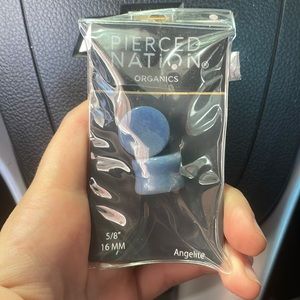 PIERCED
NATION®
ORGANICS
5/8"
16 MM
Angelite